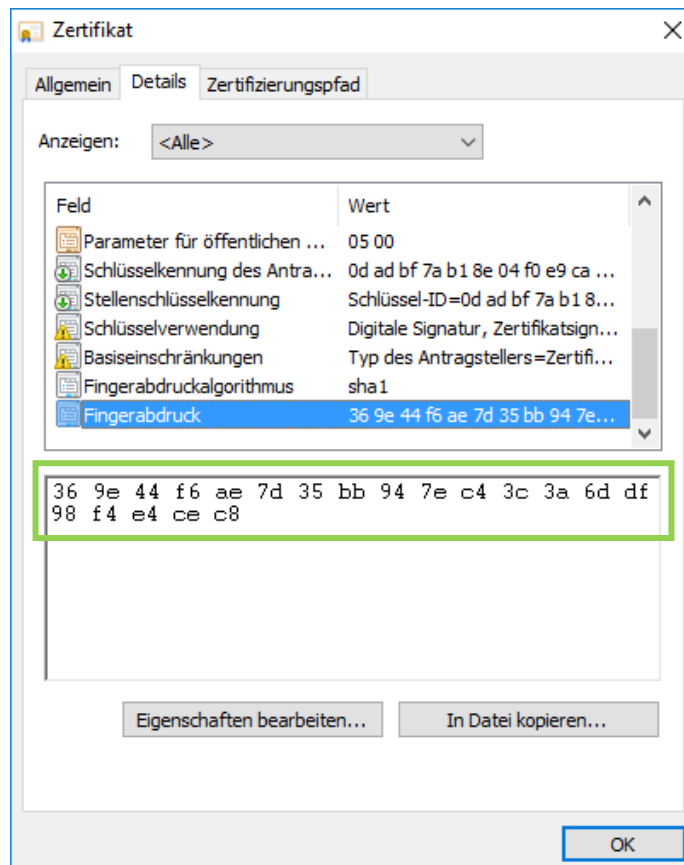 Zertifikat
Allgemein Details Zertifizierungspfad
Anzeigen: <Alle>
Feld Wert
Parameter für öffentlichen ... 05 00
Schlüsselkennung des Antra... 0d ad bf 7a b1 8e 04 f0 e9 ca ...
Stellenschlüsselkennung Schlüssel-ID=0d ad bf 7a b1 8...
Schlüsselverwendung Digitale Signatur, Zertifikatsign...
Basiseinschränkungen Typ des Antragstellers=Zertifi...
Fingerabdruckalgorithmus sha1
Fingerabdruck 36 9e 44 f6 ae 7d 35 bb 94 7e...
36 9e 44 f6 ae 7d 35 bb 94 7e c4 3c 3a 6d df
98 f4 e4 ce c8
Eigenschaften bearbeiten... In Datei kopieren...
OK